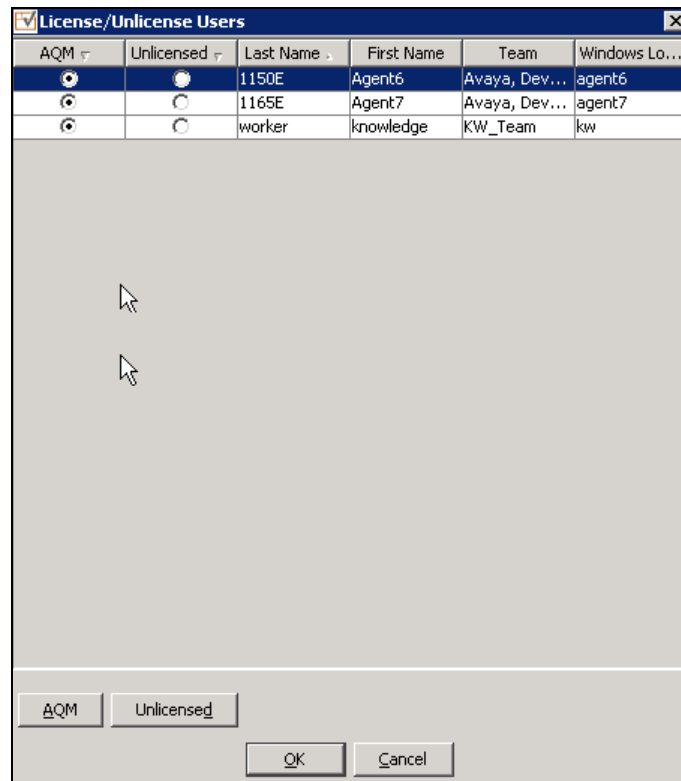 License/Unlicense Users
AQM Unlicensed Last Name First Name Team Windows Lo...
1150E Agent6 Avaya, Dev... agent6
1165E Agent7 Avaya, Dev... agent7
worker knowledge KW_Team kw
AQM Unlicensed
OK Cancel